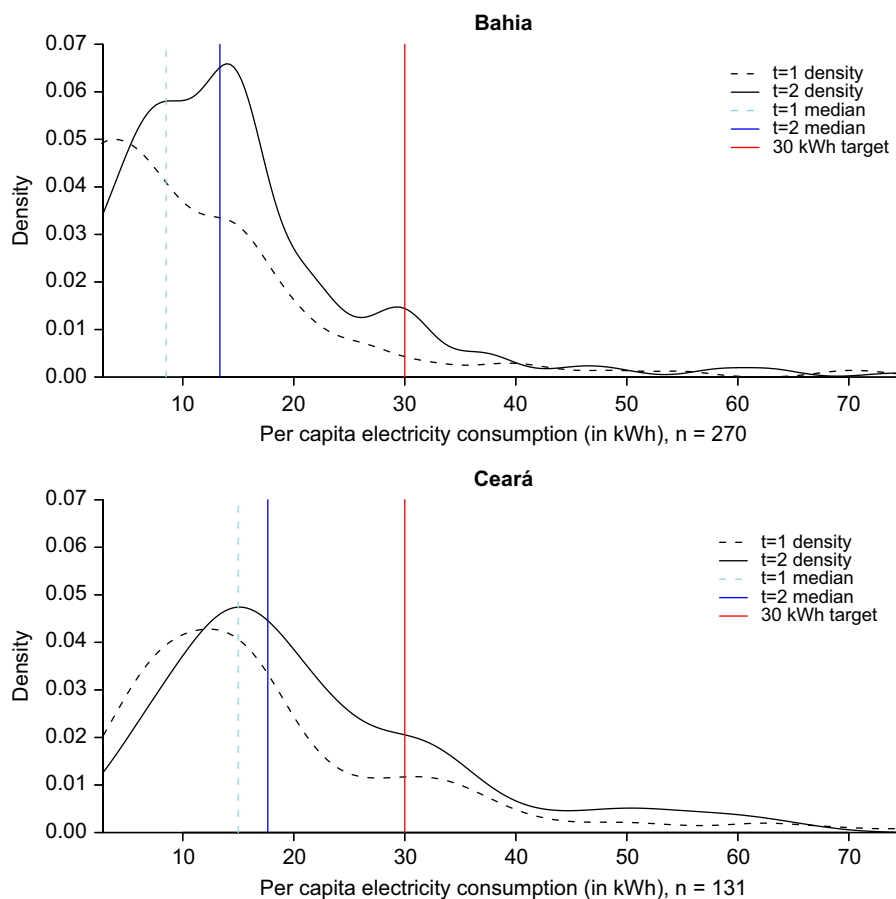 Bahia
0.07
0.06
0.05
0.04
0.03
0.02
0.01
0.00
Density
t=1 density
t=2 density
t=1 median
t=2 median
30 kWh target
10 20 30 40 50 60 70
Per capita electricity consumption (in kWh), n = 270
Ceará
0.07
0.06
0.05
0.04
0.03
0.02
0.01
0.00
Density
t=1 density
t=2 density
t=1 median
t=2 median
30 kWh target
10 20 30 40 50 60 70
Per capita electricity consumption (in kWh), n = 131